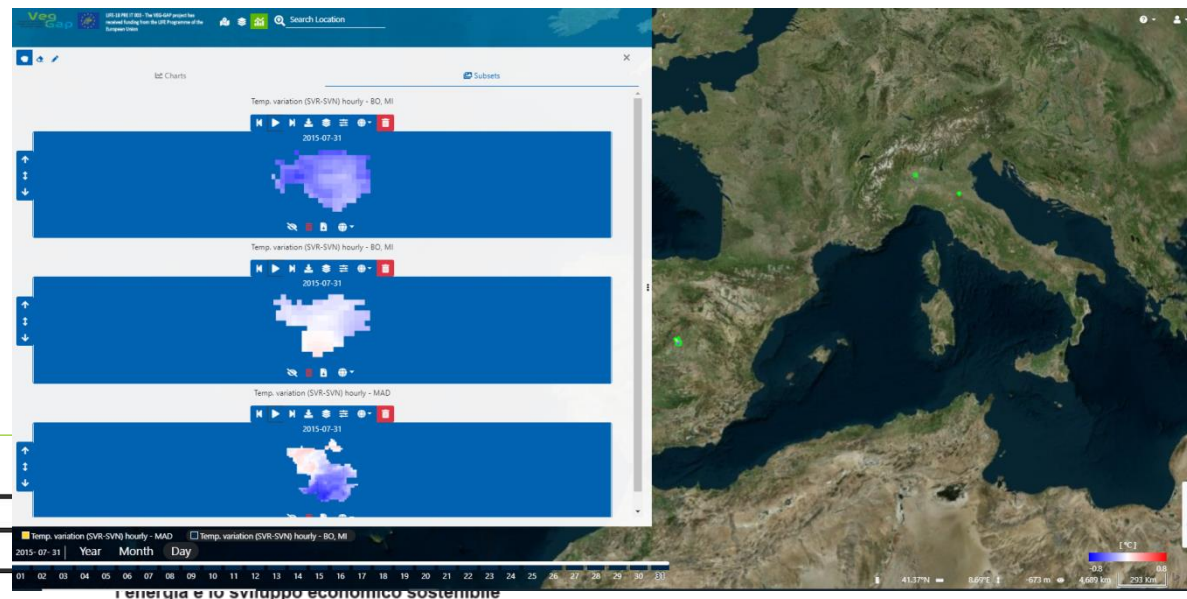 Veg Gap
LIFE-18 PRE IT 003 - The VEG-GAP project has
received funding from the LIFE Programme of the
European Union
Search Location
Charts
Subsets
Temp. variation (SVR-SVN) hourly - BO, MI
2015-07-31
Temp. variation (SVR-SVN) hourly - BO, MI
2015-07-31
Temp. variation (SVR-SVN) hourly - MAD
2015-07-31
Temp. variation (SVR-SVN) hourly - MAD Temp. variation (SVR-SVN) hourly - BO, MI
2015- 07- 31 | Year Month Day
01 02 03 04 05 06 07 08 09 10 11 12 13 14 15 16 17 18 19 20 21 22 23 24 25 26 27 28 29 30 31
[°C]
-0.8 0.8
41.37°N 8.69°E -673 m 4,689 km 293 Km
l'energia e lo sviluppo economico sostenibile